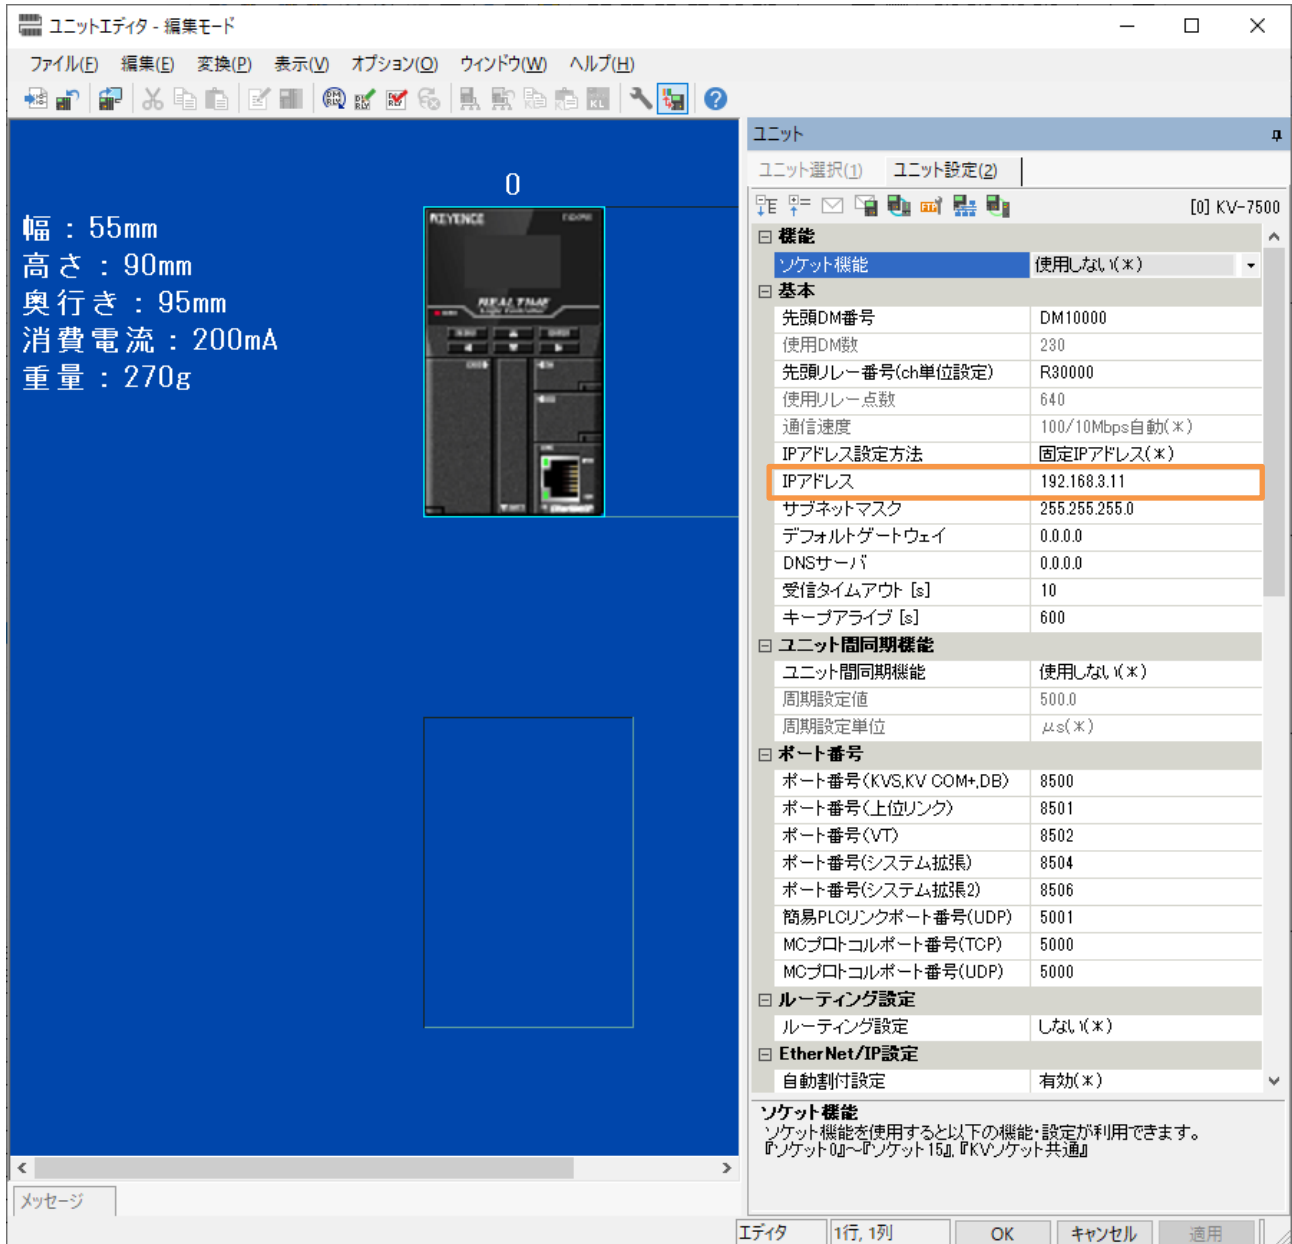 ユニットエディタ - 編集モード
ファイル(F) 編集(E) 変換(P) 表示(V) オプション(O) ウィンドウ(W) ヘルプ(H)
ユニット
ユニット選択(1) ユニット設定(2)
[0] KV-7500
0
KEYENCE
幅：55mm
高さ：90mm
奥行き：95mm
消費電流：200mA
重量：270g
機能
ソケット機能 使用しない(*)
基本
先頭DM番号 DM10000
使用DM数 230
先頭リレー番号(ch単位設定) R30000
使用リレー点数 640
通信速度 100/10Mbps自動(*)
IPアドレス設定方法 固定IPアドレス(*)
IPアドレス 192.168.3.11
サブネットマスク 255.255.255.0
デフォルトゲートウェイ 0.0.0.0
DNSサーバ 0.0.0.0
受信タイムアウト [s] 10
キープアライブ [s] 600
ユニット間同期機能
ユニット間同期機能 使用しない(*)
周期設定値 500.0
周期設定単位 μs(*)
ポート番号
ポート番号(KVS,KV COM+,DB) 8500
ポート番号(上位リンク) 8501
ポート番号(VT) 8502
ポート番号(システム拡張) 8504
ポート番号(システム拡張2) 8506
簡易PLCリンクポート番号(UDP) 5001
MCプロトコルポート番号(TCP) 5000
MCプロトコルポート番号(UDP) 5000
ルーティング設定
ルーティング設定 しない(*)
EtherNet/IP設定
自動割付設定 有効(*)
ソケット機能
ソケット機能を使用すると以下の機能・設定が利用できます。
『ソケット0』～『ソケット15』,『KVソケット共通』
メッセージ
エディタ 1行, 1列 OK キャンセル 適用